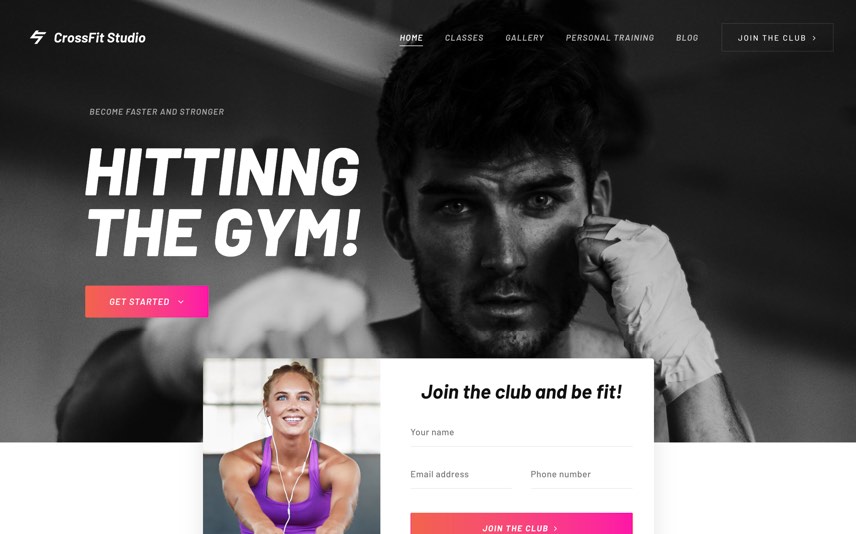 CrossFit Studio
HOME CLASSES GALLERY PERSONAL TRAINING BLOG JOIN THE CLUB
BECOME FASTER AND STRONGER
HITTINNG
THE GYM!
GET STARTED
Join the club and be fit!
Your name
Email address Phone number
JOIN THE CLUB